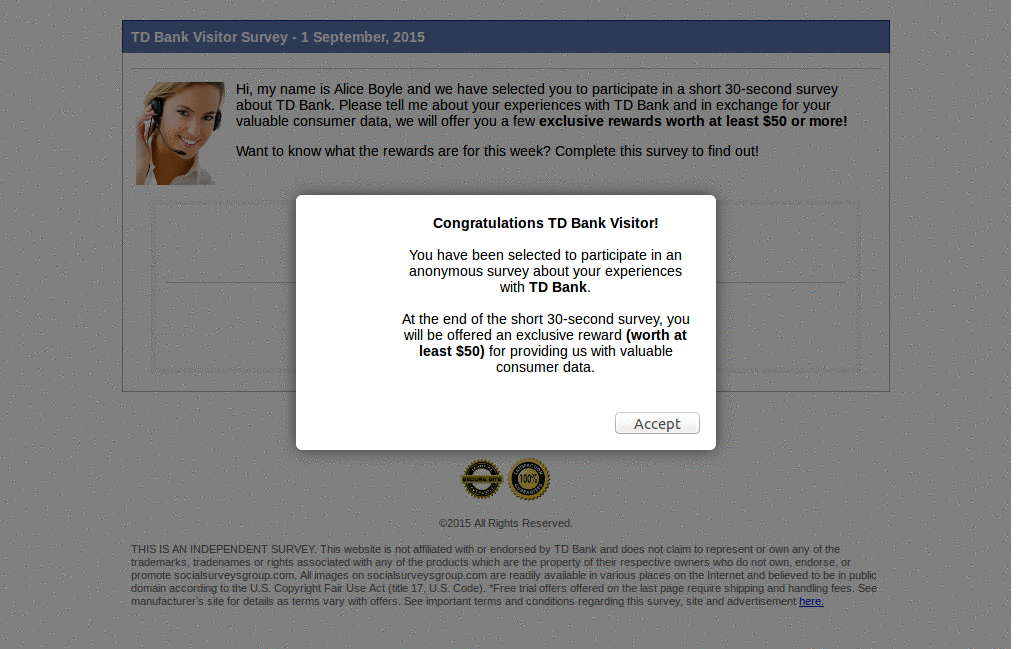 TD Bank Visitor Survey - 1 September, 2015
Hi, my name is Alice Boyle and we have selected you to participate in a short 30-second survey
about TD Bank. Please tell me about your experiences with TD Bank and in exchange for your
valuable consumer data, we will offer you a few exclusive rewards worth at least $50 or more!
Want to know what the rewards are for this week? Complete this survey to find out!
Congratulations TD Bank Visitor!
You have been selected to participate in an
anonymous survey about your experiences
with TD Bank.
At the end of the short 30-second survey, you
will be offered an exclusive reward (worth at
least $50) for providing us with valuable
consumer data.
Accept
SECURE SITE
100%
©2015 All Rights Reserved.
THIS IS AN INDEPENDENT SURVEY. This website is not affiliated with or endorsed by TD Bank and does not claim to represent or own any of the
trademarks, tradenames or rights associated with any of the products which are the property of their respective owners who do not own, endorse, or
promote socialsurveysgroup.com. All images on socialsurveysgroup.com are readily available in various places on the Internet and believed to be in public
domain according to the U.S. Copyright Fair Use Act (title 17, U.S. Code). *Free trial offers offered on the last page require shipping and handling fees. See
manufacturer's site for details as terms vary with offers. See important terms and conditions regarding this survey, site and advertisement here.